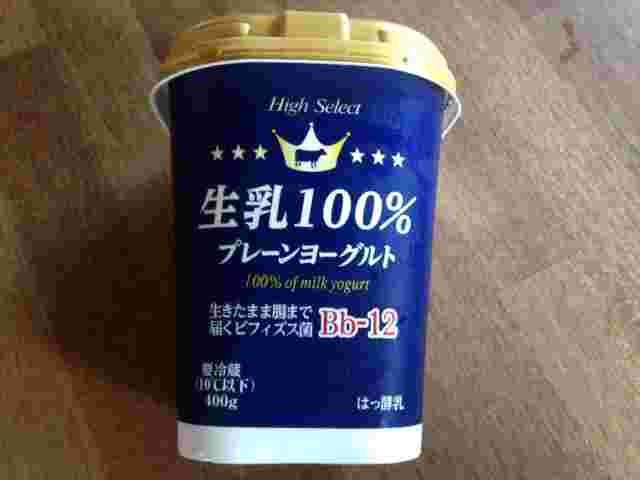 High Select
生乳100%
プレーンヨーグルト
100% of milk yogurt
生きたまま腸まで
届くビフィズス菌 Bb-12
要冷蔵
(10℃以下)
400g はっ酵乳